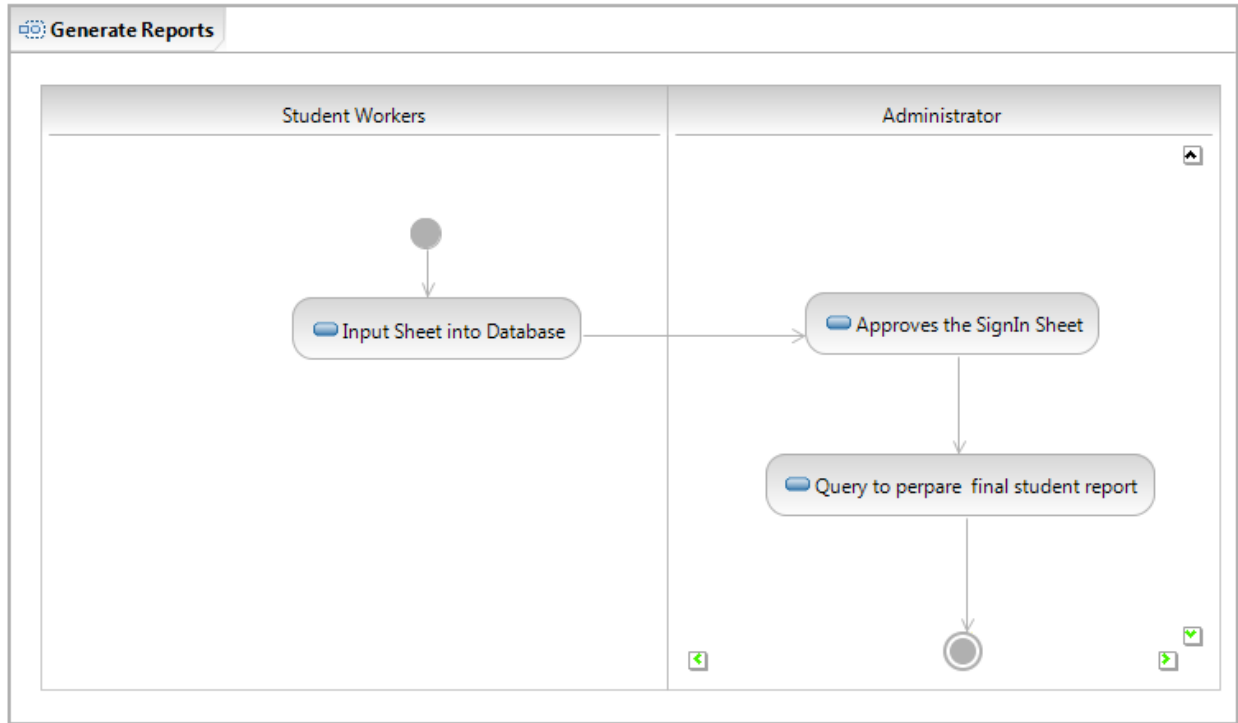 Generate Reports
Student Workers
Administrator
Input Sheet into Database
Approves the SignIn Sheet
Query to perpare final student report